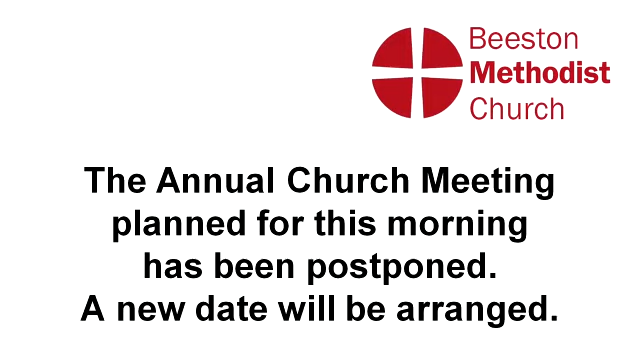 Beeston
Methodist
Church
The Annual Church Meeting
planned for this morning
has been postponed.
A new date will be arranged.